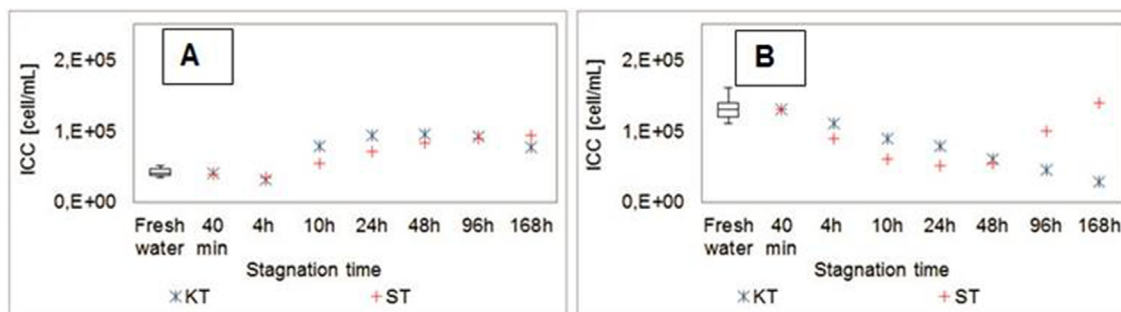 A
ICC [cell/mL]
2,E+05
1,E+05
0,E+00
Fresh water 40 min 4h 10h 24h 48h 96h 168h
Stagnation time
KT ST
B
ICC [cell/mL]
2,E+05
1,E+05
0,E+00
Fresh water 40 min 4h 10h 24h 48h 96h 168h
Stagnation time
KT ST